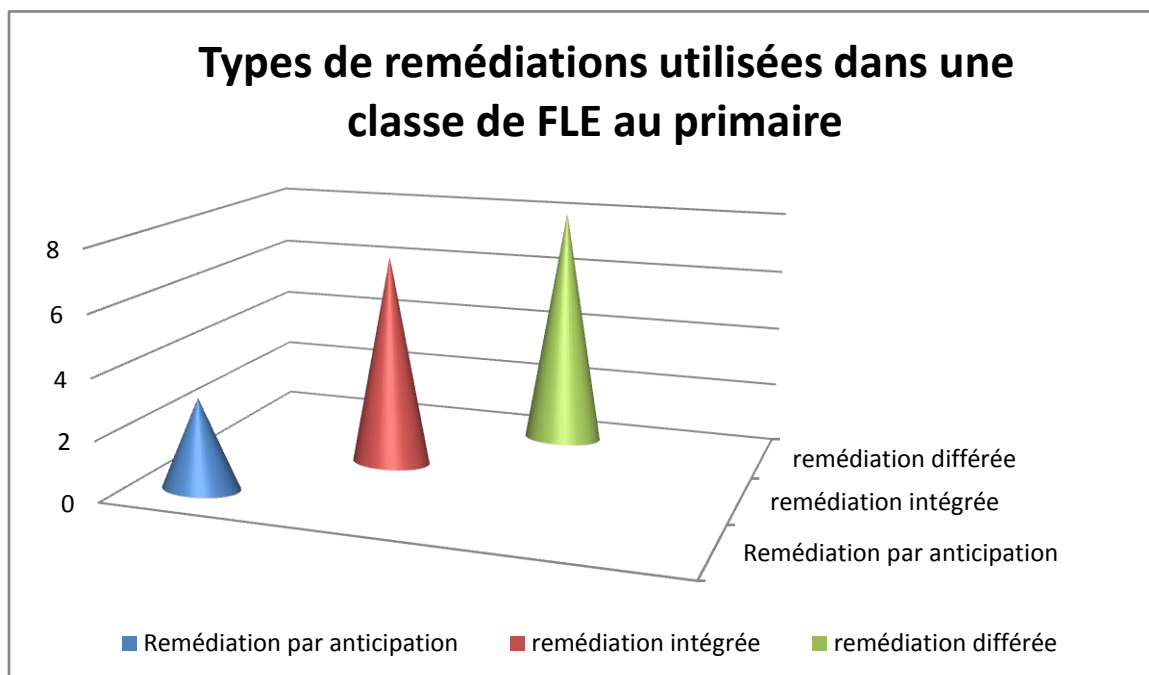 Types de remédiations utilisées dans une
classe de FLE au primaire
8
6
4
2
0
remédiation différée
remédiation intégrée
Remédiation par anticipation
Remédiation par anticipation remédiation intégrée remédiation différée